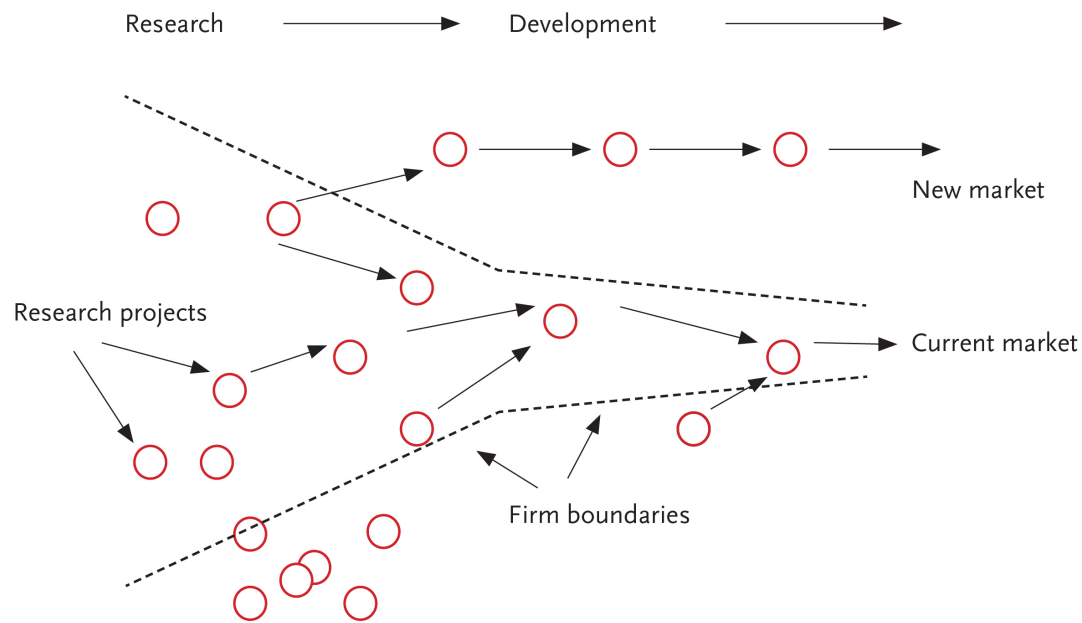 Research
Development
New market
Research projects
Current market
Firm boundaries